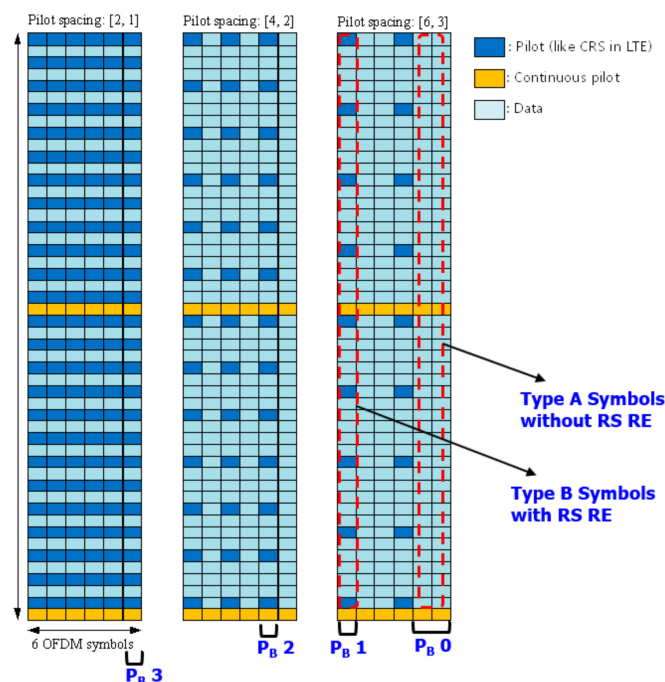 Pilot spacing: [2, 1]
Pilot spacing: [4, 2]
Pilot spacing: [6, 3]
: Pilot (like CRS in LTE)
: Continuous pilot
: Data
Type A Symbols
without RS RE
Type B Symbols
with RS RE
6 OFDM symbols
PB 3
PB 2
PB 1
PB 0